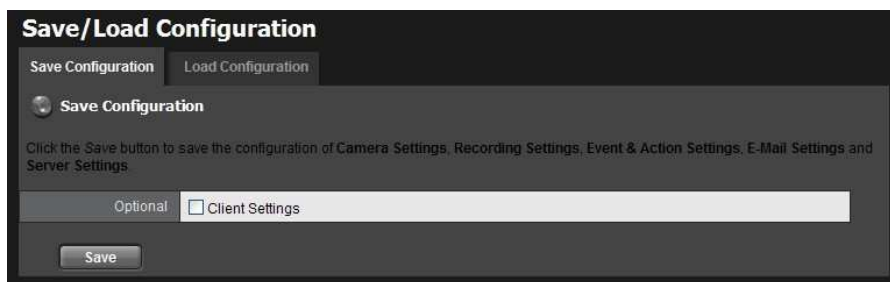 Save/Load Configuration
Save Configuration Load Configuration
Save Configuration
Click the Save button to save the configuration of Camera Settings, Recording Settings, Event & Action Settings, E-Mail Settings and
Server Settings.
Optional Client Settings
Save